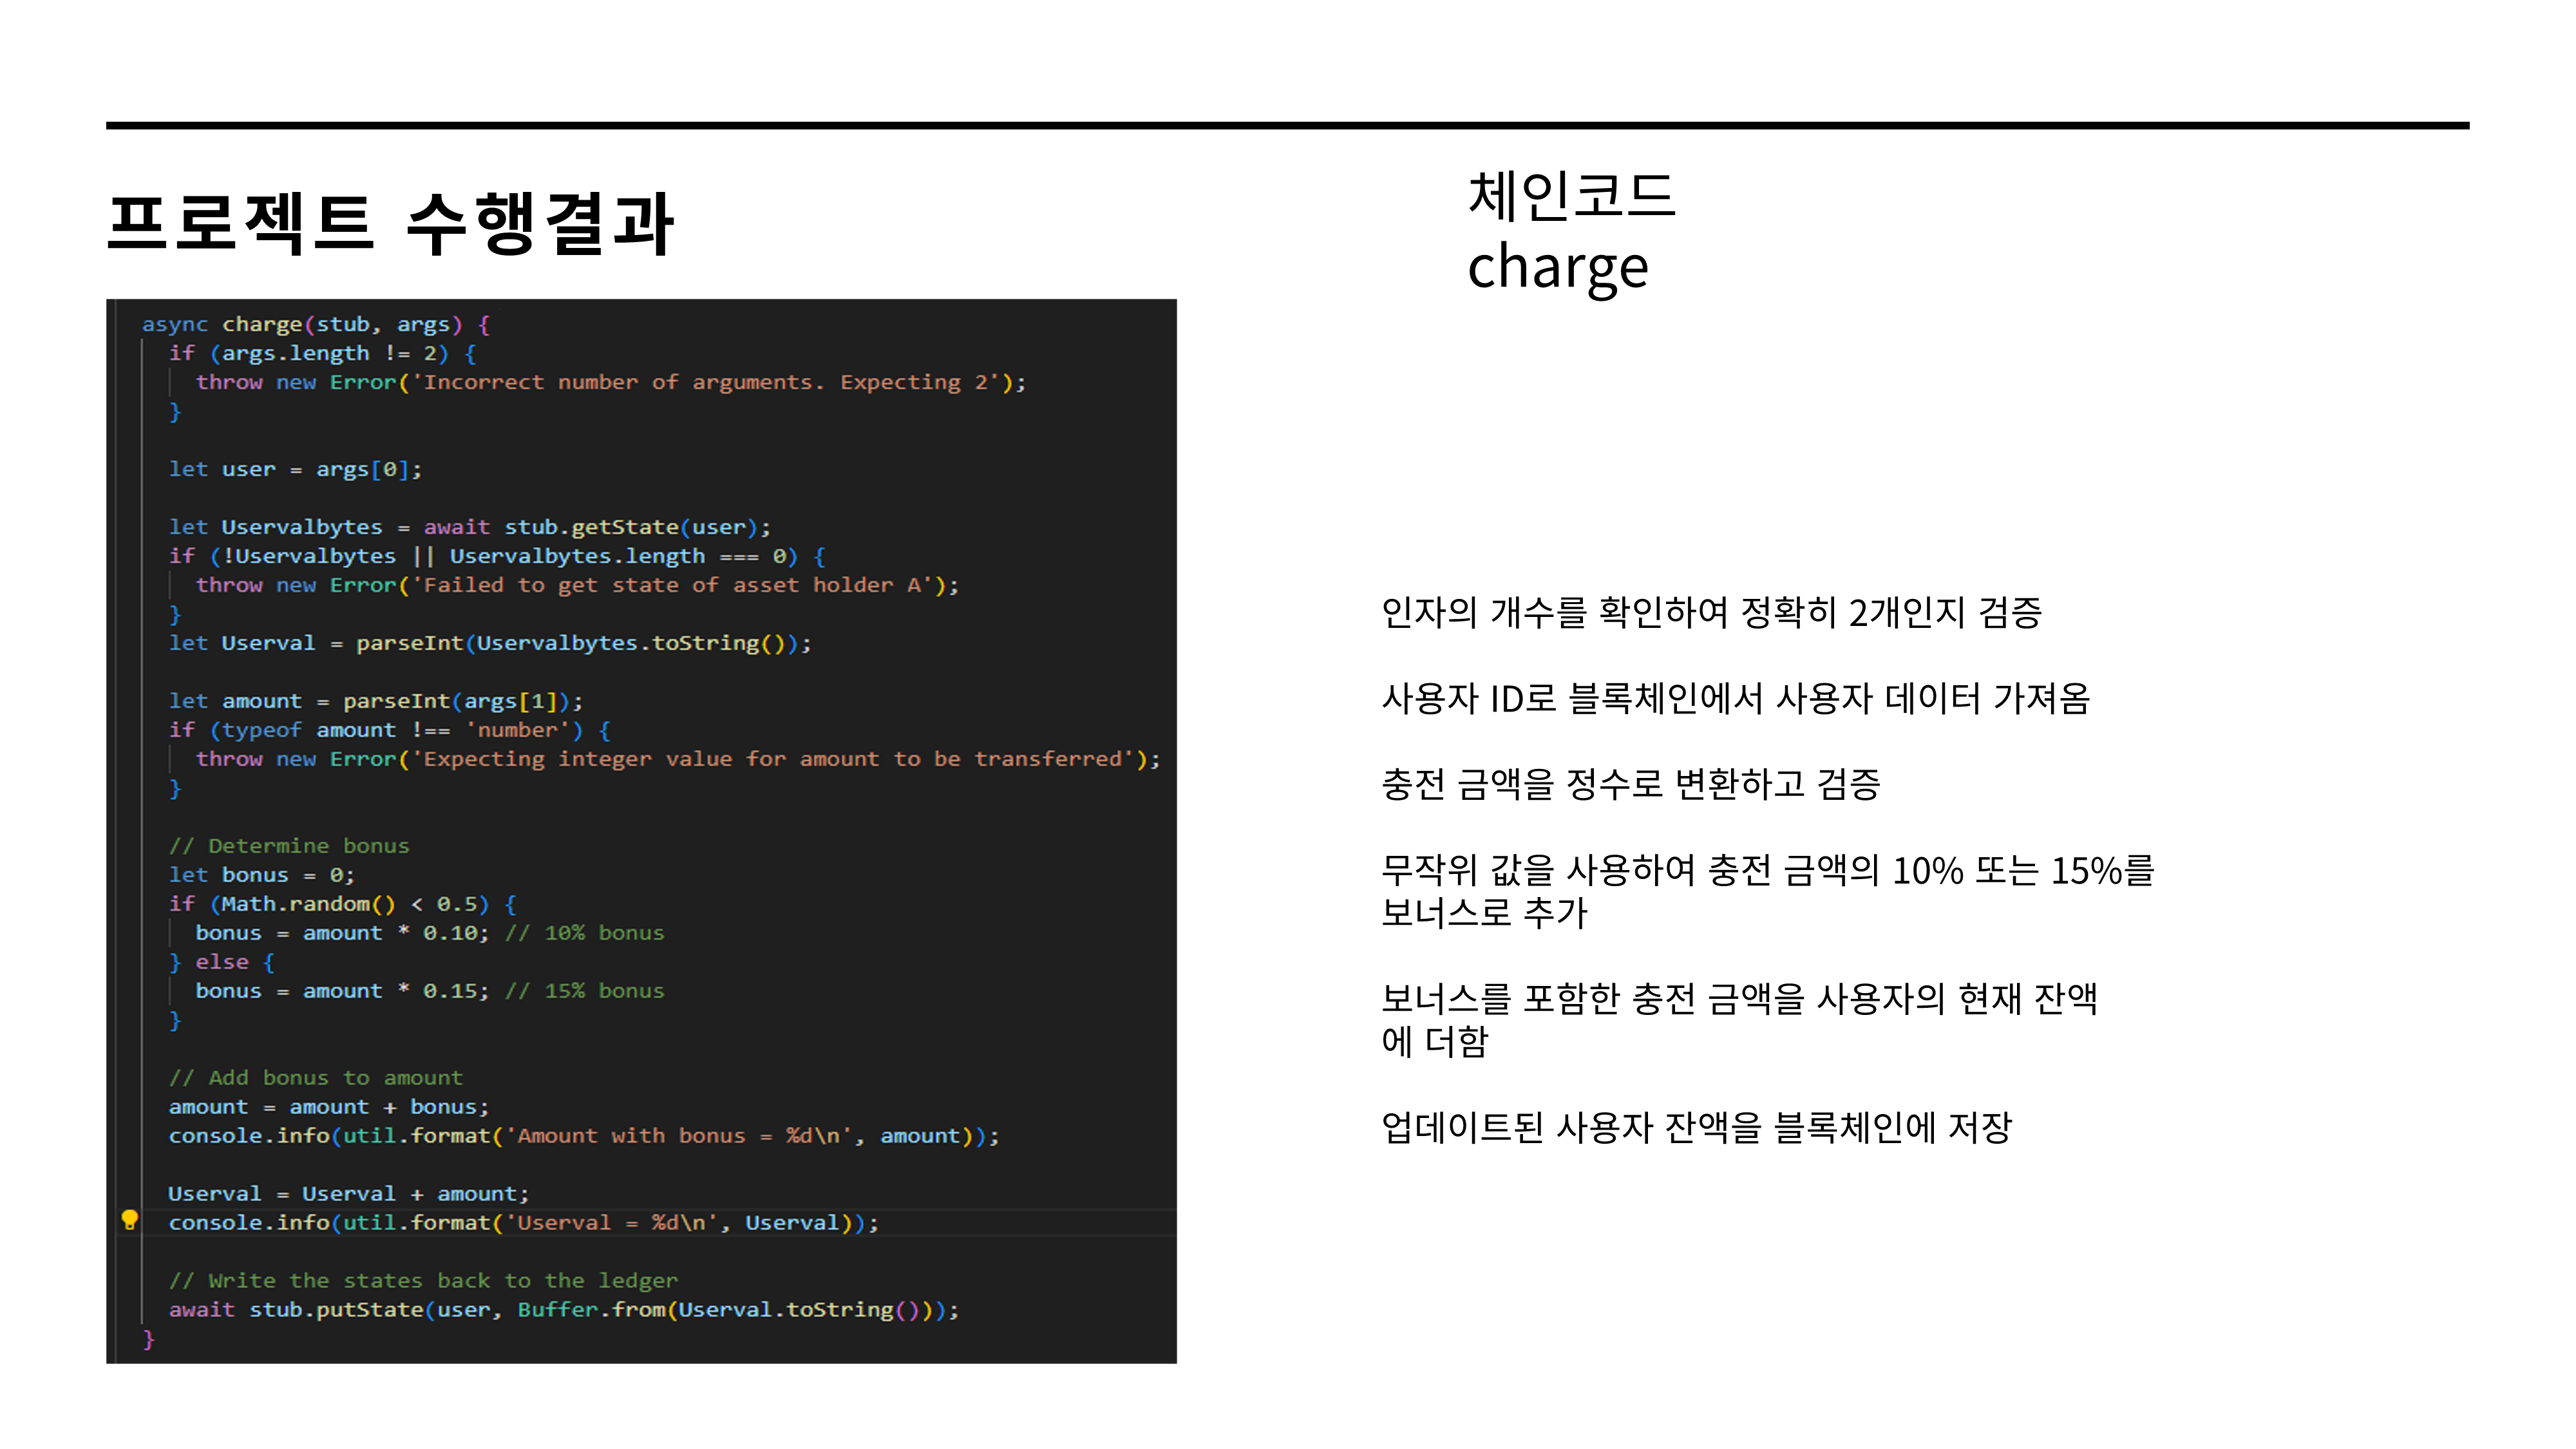 프로젝트 수행결과
체인코드
charge
async charge(stub, args) {
if (args.length != 2) {
throw new Error('Incorrect number of arguments. Expecting 2');
}
let user = args[0];
let Uservalbytes = await stub.getState(user);
if (!Uservalbytes || Uservalbytes.length === 0) {
throw new Error('Failed to get state of asset holder A');
}
let Userval = parseInt(Uservalbytes.toString());
let amount = parseInt(args[1]);
if (typeof amount !== 'number') {
throw new Error('Expecting integer value for amount to be transferred');
}
// Determine bonus
let bonus = 0;
if (Math.random() < 0.5) {
bonus = amount * 0.10; // 10% bonus
} else {
bonus = amount * 0.15; // 15% bonus
}
// Add bonus to amount
amount = amount + bonus;
console.info(util.format('Amount with bonus = %d\n', amount));
Userval = Userval + amount;
console.info(util.format('Userval = %d\n', Userval));
// Write the states back to the ledger
await stub.putState(user, Buffer.from(Userval.toString()));
}
인자의 개수를 확인하여 정확히 2개인지 검증
사용자 ID로 블록체인에서 사용자 데이터 가져옴
충전 금액을 정수로 변환하고 검증
무작위 값을 사용하여 충전 금액의 10% 또는 15%를
보너스로 추가
보너스를 포함한 충전 금액을 사용자의 현재 잔액
에 더함
업데이트된 사용자 잔액을 블록체인에 저장